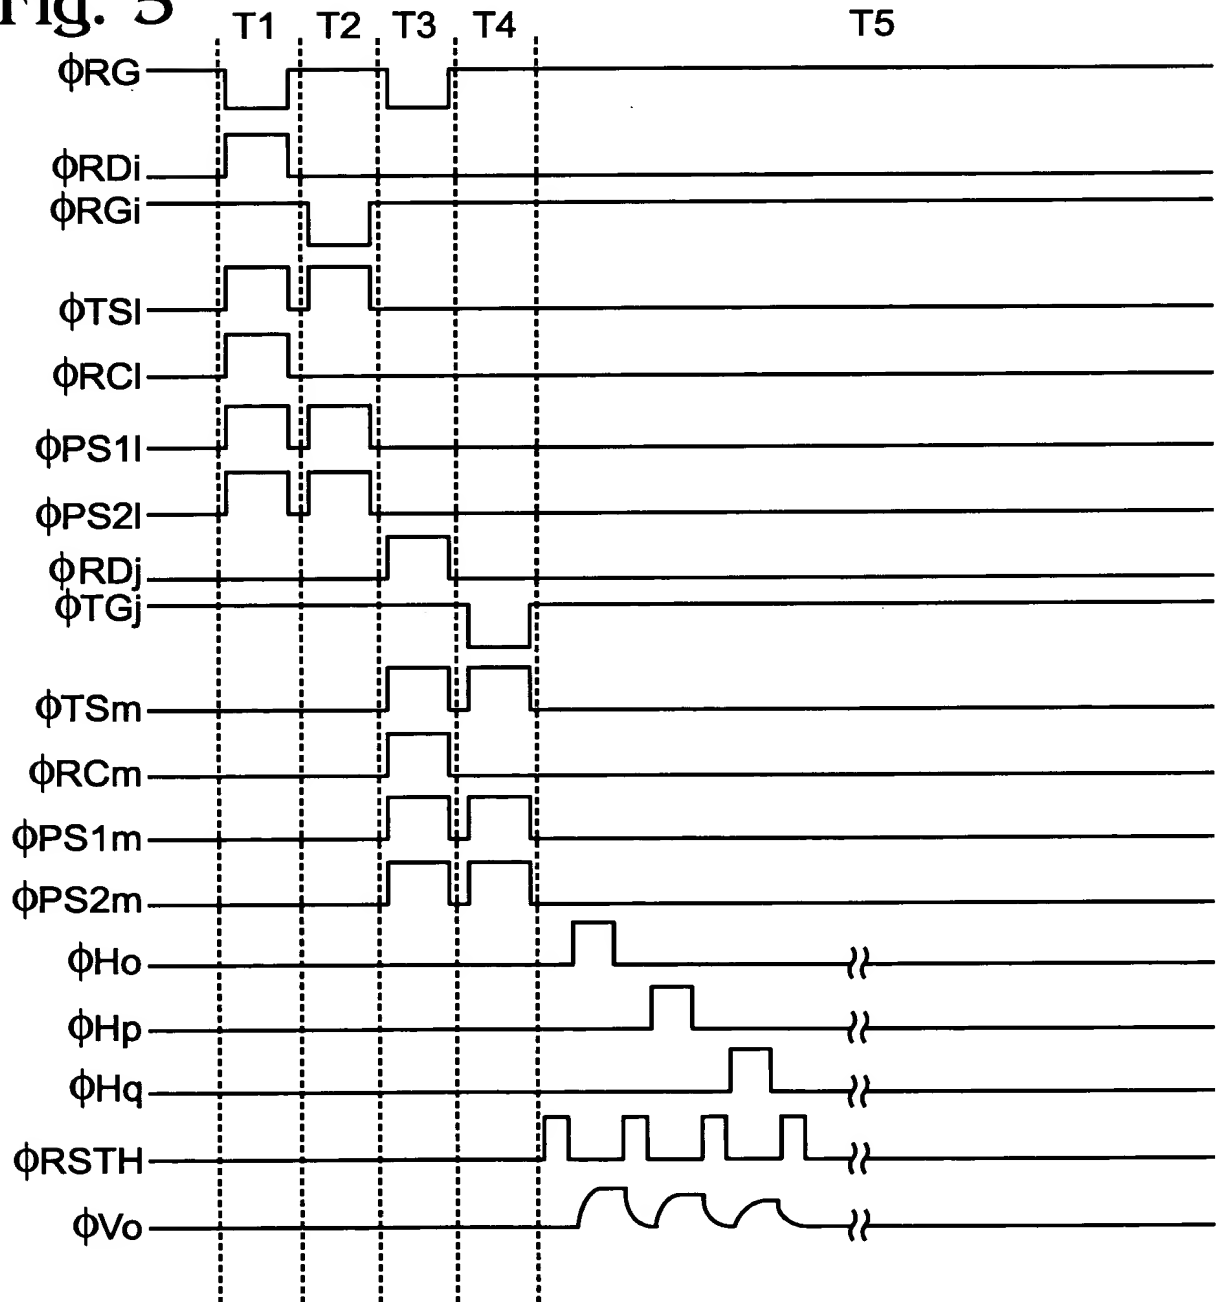 Fig. 5
T1 T2 T3 T4 T5
ϕRG
ϕRDi
ϕRGi
ϕTSl
ϕRCl
ϕPS1l
ϕPS2l
ϕRDj
ϕTGj
ϕTSm
ϕRCm
ϕPS1m
ϕPS2m
ϕHo
ϕHp
ϕHq
ϕRSTH
ϕVo